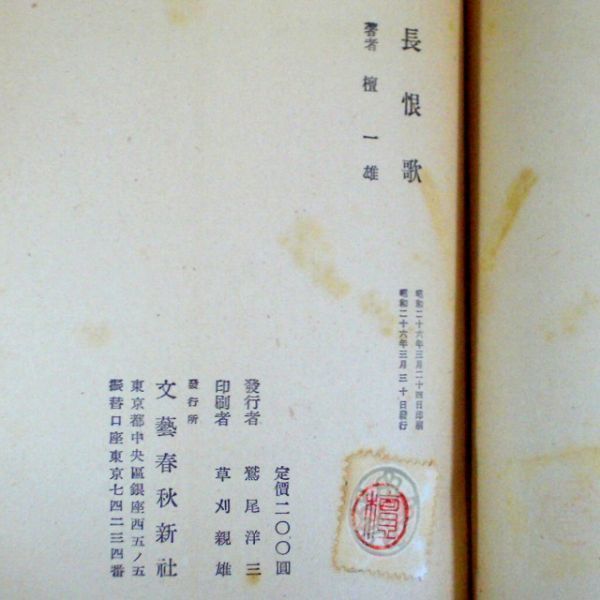 長恨歌
著者 檀一雄
昭和二十六年三月二十四日印刷
昭和二十六年三月三十日發行
定價二〇〇圓
發行者 鷲尾洋三
印刷者 草刈親雄
發行所
文藝春秋新社
東京都中央區銀座西五ノ五
振替口座東京七四二三四番
檀